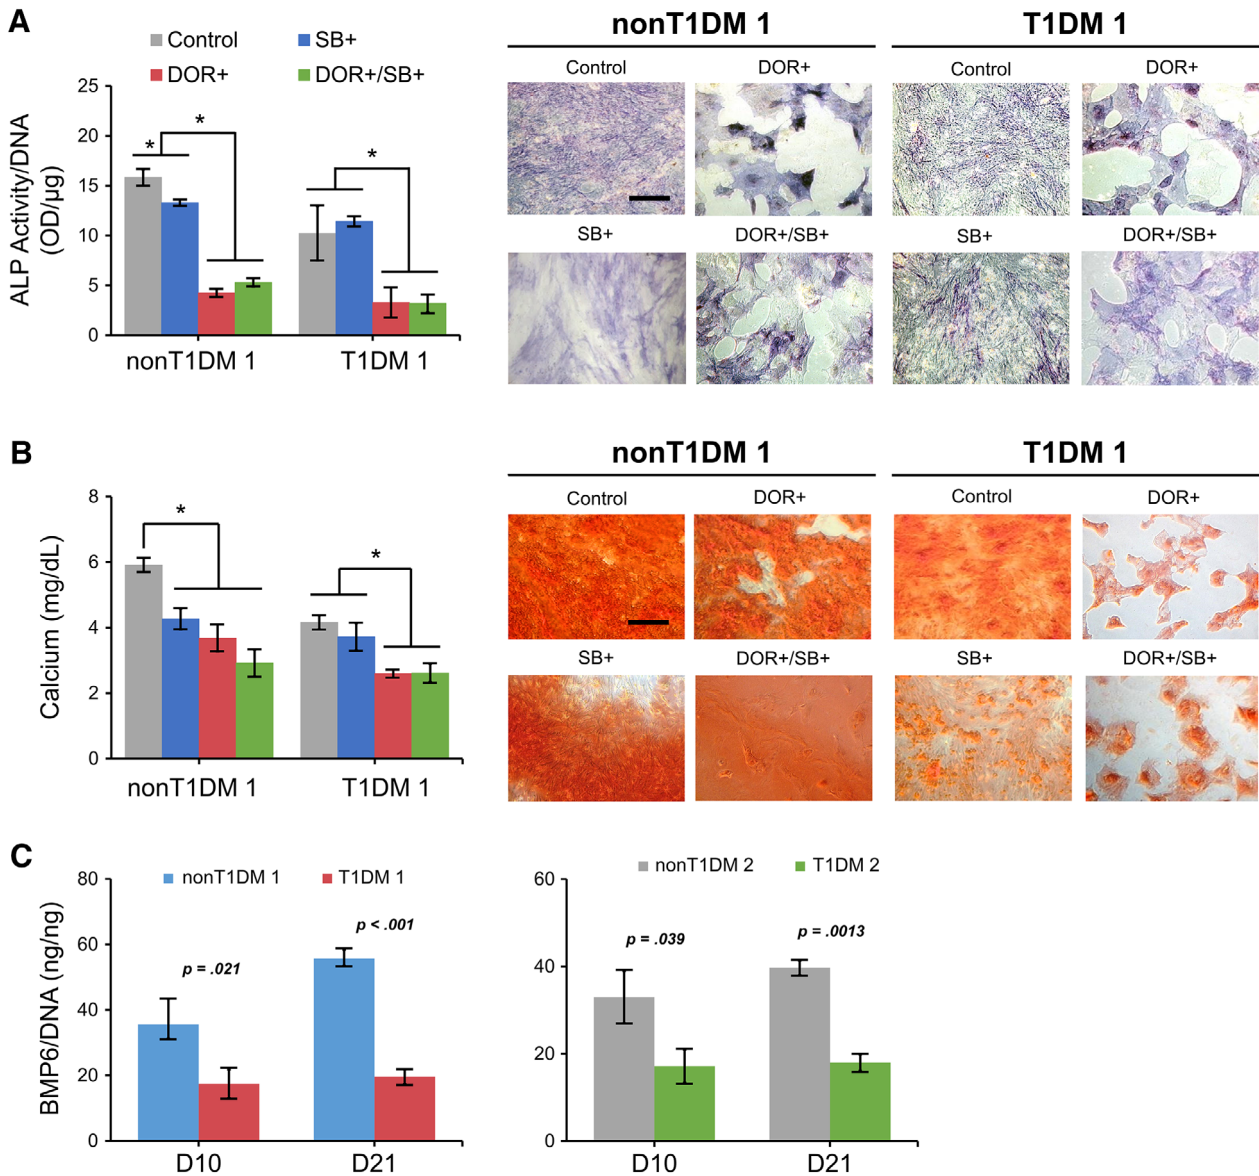 A
Control
SB+
DOR+
DOR+/SB+
25
20
15
10
5
0
ALP Activity/DNA
(OD/µg)
*
*
*
nonT1DM 1
T1DM 1
nonT1DM 1
T1DM 1
Control
DOR+
Control
DOR+
SB+
DOR+/SB+
SB+
DOR+/SB+
B
8
6
4
2
0
Calcium (mg/dL)
*
*
nonT1DM 1
T1DM 1
nonT1DM 1
T1DM 1
Control
DOR+
Control
DOR+
SB+
DOR+/SB+
SB+
DOR+/SB+
C
nonT1DM 1
T1DM 1
80
60
40
20
0
BMP6/DNA (ng/ng)
p = .021
p < .001
D10
D21
nonT1DM 2
T1DM 2
60
40
20
0
p = .039
p = .0013
D10
D21